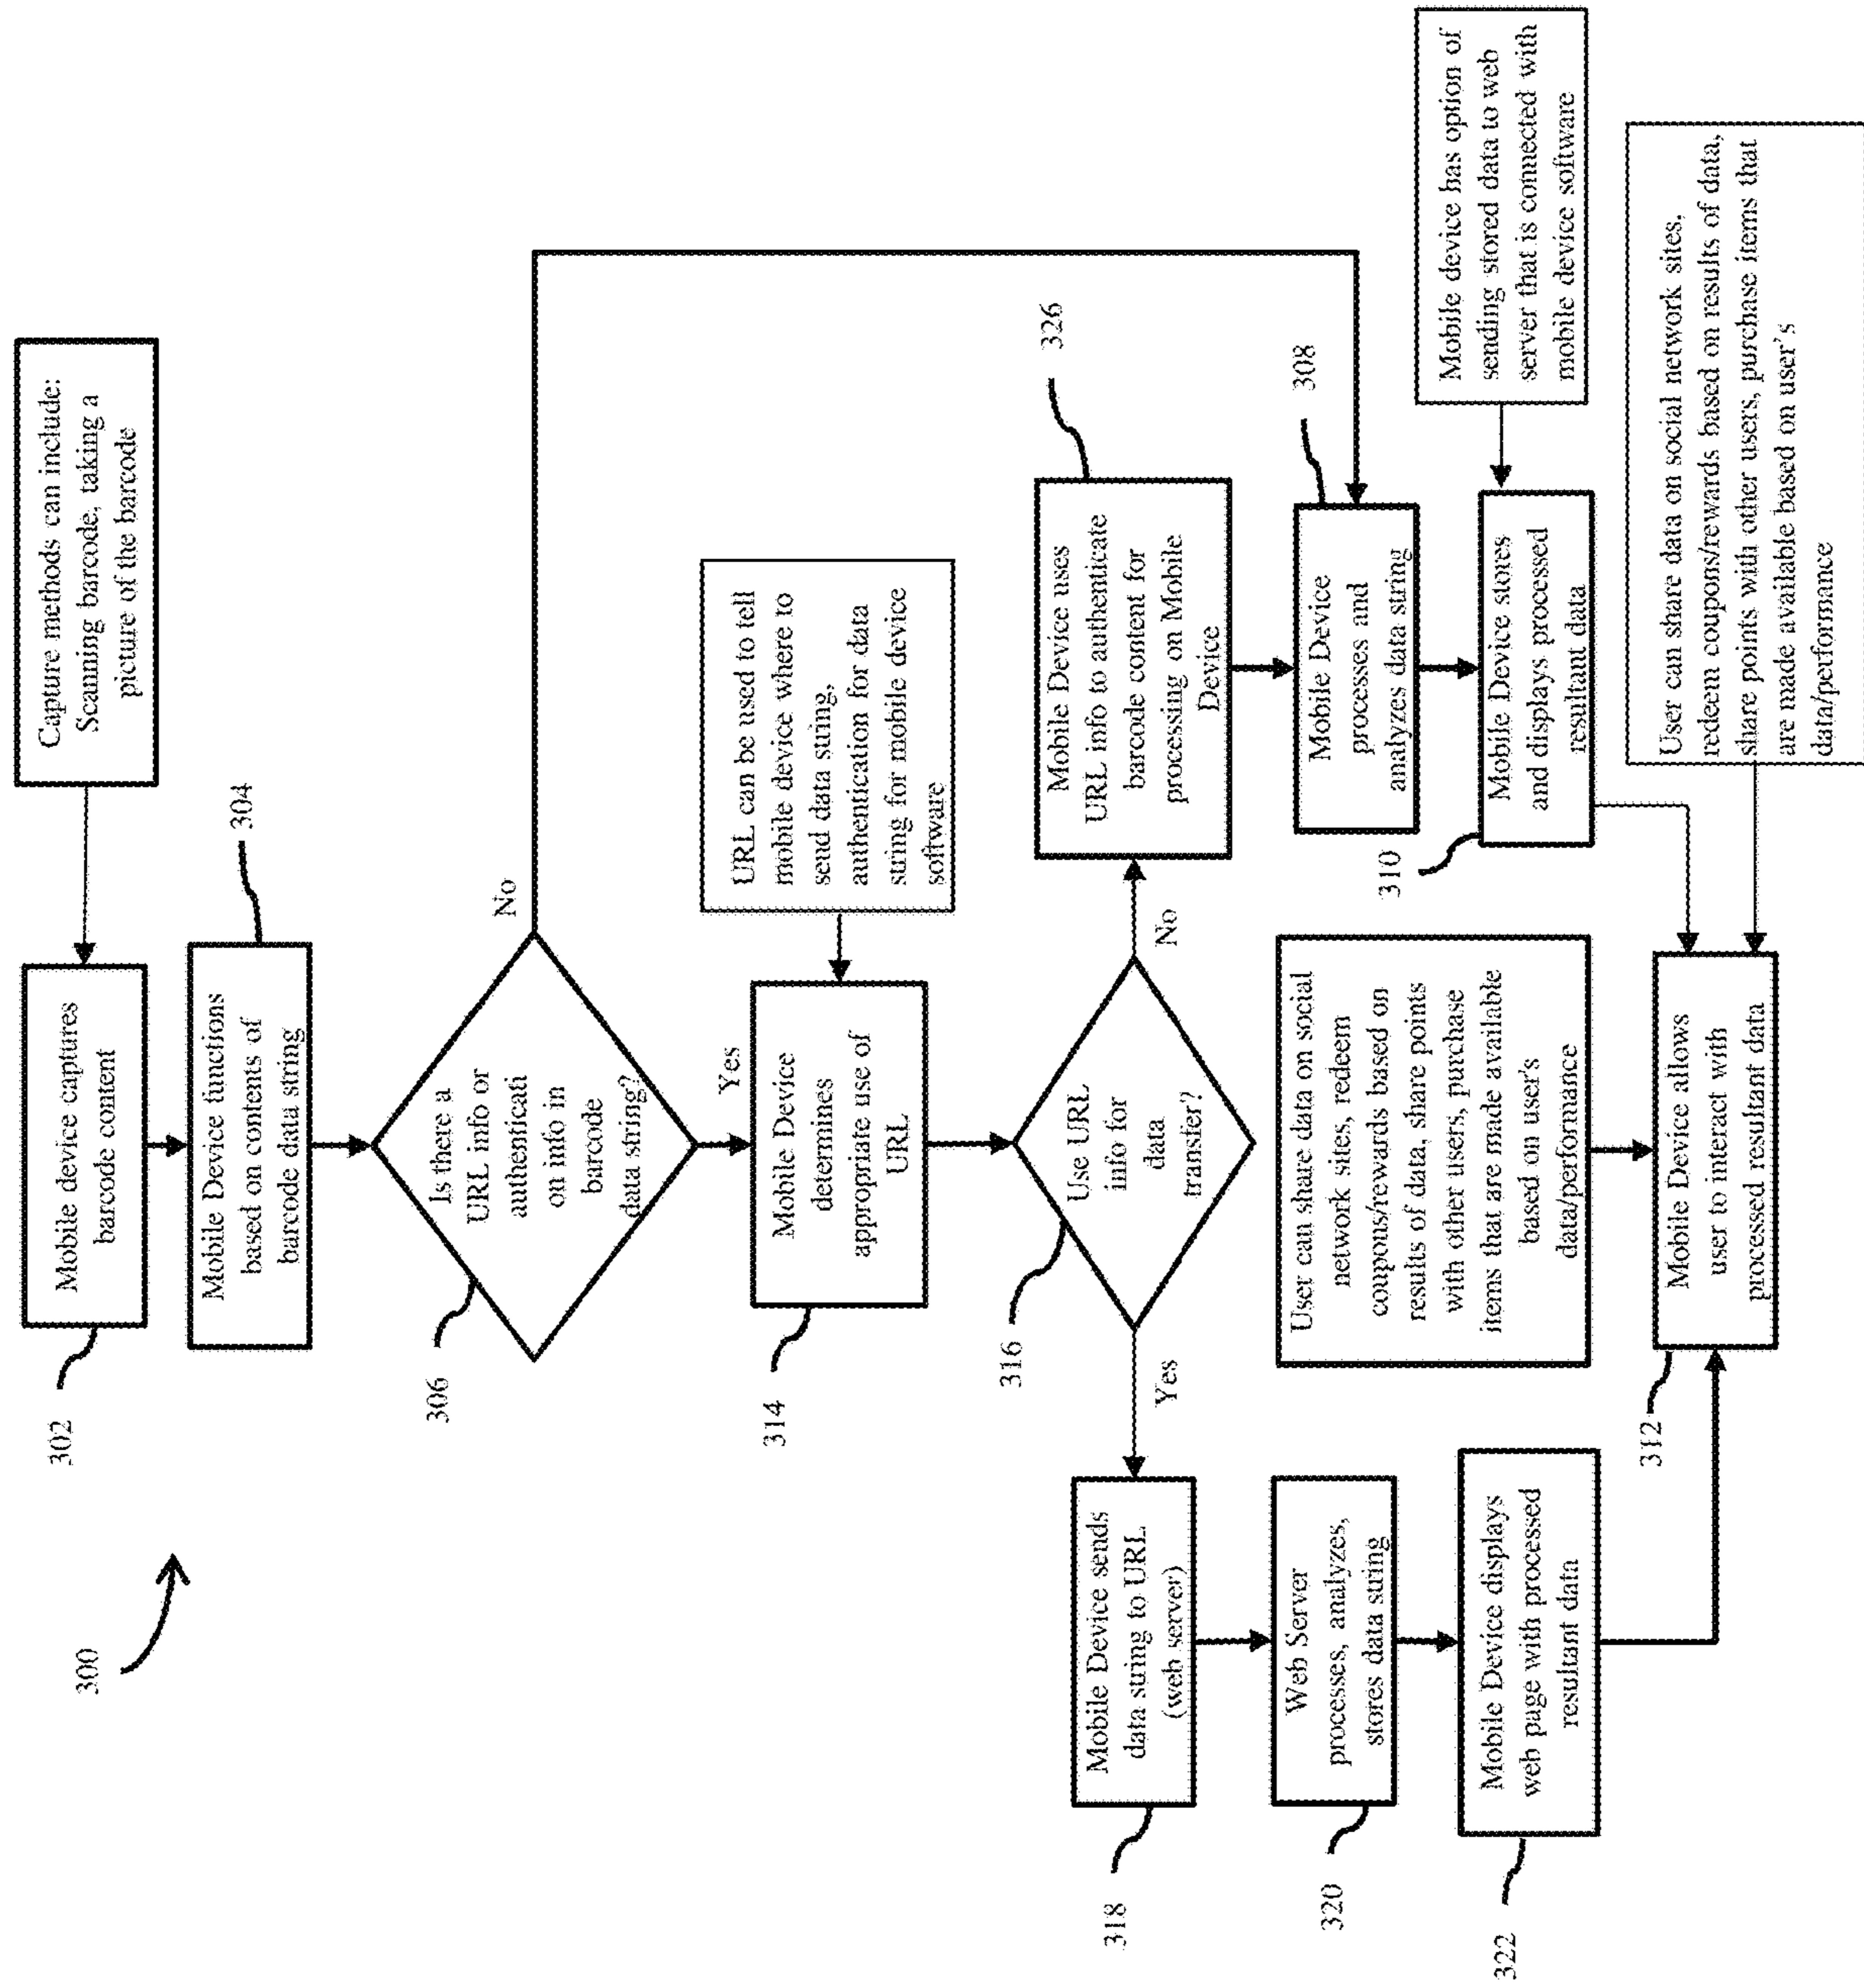 300
Capture methods can include:
Scanning barcode, taking a
picture of the barcode
302
Mobile device captures
barcode content
304
Mobile Device functions
based on contents of
barcode data string
306
Is there a
URL info or
authenticati
on info in
barcode
data string?
No
Yes
URL can be used to tell
mobile device where to
send data string,
authentication for data
string for mobile device
software
314
Mobile Device
determines
appropriate use of
URL
316
Use URL
info for
data
transfer?
Yes
No
318
Mobile Device sends
data string to URL
(web server)
326
Mobile Device uses
URL info to authenticate
barcode content for
processing on Mobile
Device
320
Web Server
processes, analyzes,
stores data string
308
Mobile Device
processes and
analyzes data string
User can share data on social
network sites, redeem
coupons/rewards based on
results of data, share points
with other users, purchase
items that are made available
based on user's
data/performance
Mobile device has option of
sending stored data to web
server that is connected with
mobile device software
322
Mobile Device displays
web page with processed
resultant data
310
Mobile Device stores
and displays processed
resultant data
312
Mobile Device allows
user to interact with
processed resultant data
User can share data on social network sites,
redeem coupons/rewards based on results of data,
share points with other users, purchase items that
are made available based on user's
data/performance